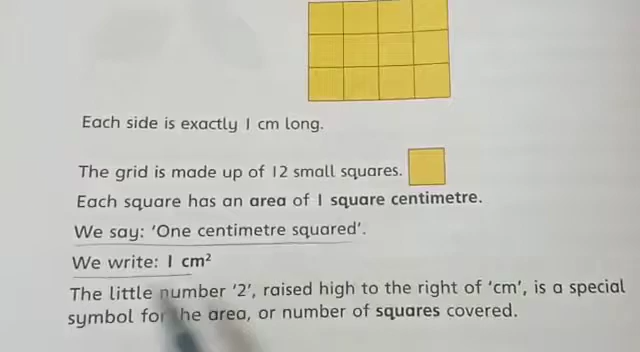 Each side is exactly 1 cm long.
The grid is made up of 12 small squares.
Each square has an area of 1 square centimetre.
We say: 'One centimetre squared'.
We write: 1 cm²
The little number '2', raised high to the right of 'cm', is a special
symbol for the area, or number of squares covered.